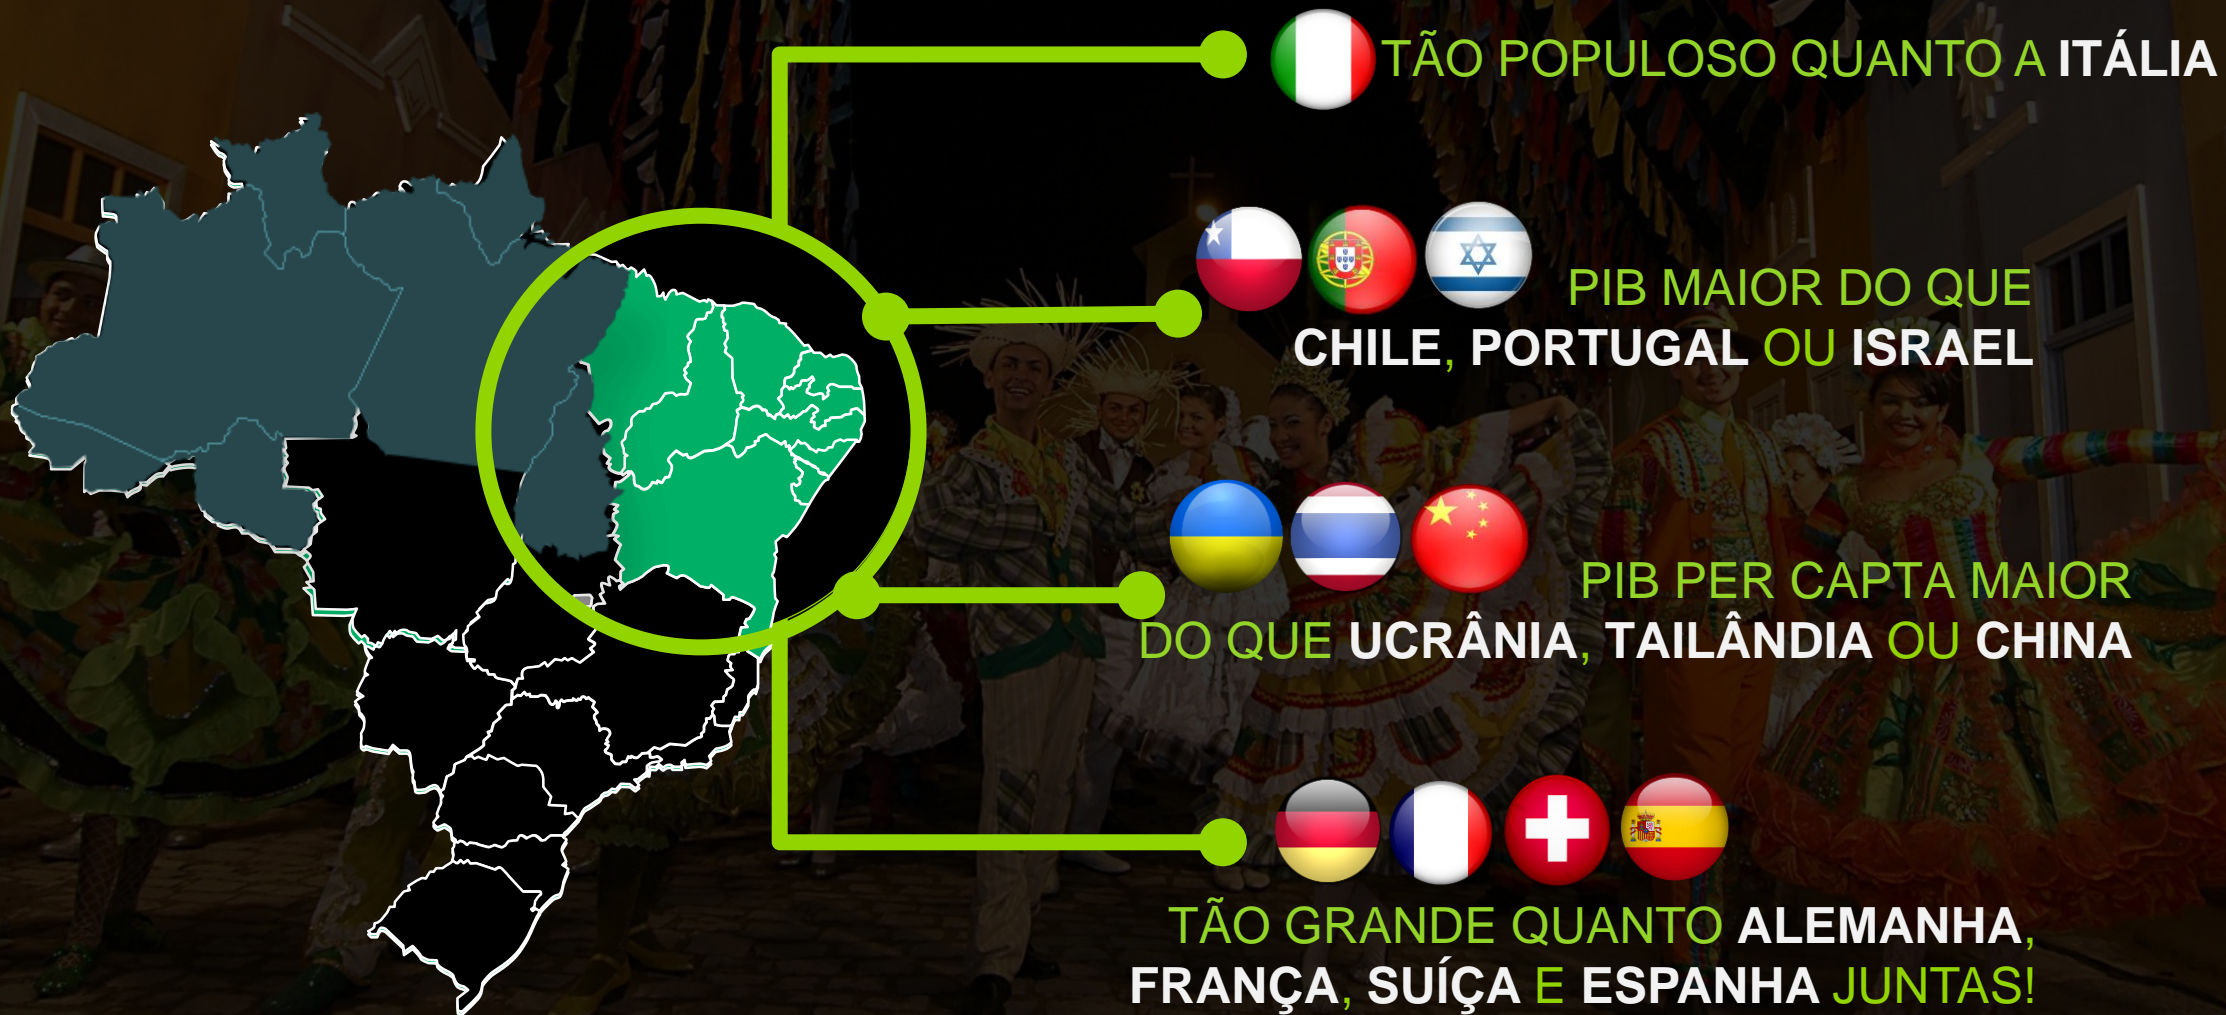 TÃO POPULOSO QUANTO A ITÁLIA
PIB MAIOR DO QUE
CHILE, PORTUGAL OU ISRAEL
PIB PER CAPTA MAIOR
DO QUE UCRÂNIA, TAILÂNDIA OU CHINA
TÃO GRANDE QUANTO ALEMANHA,
FRANÇA, SUÍÇA E ESPANHA JUNTAS!